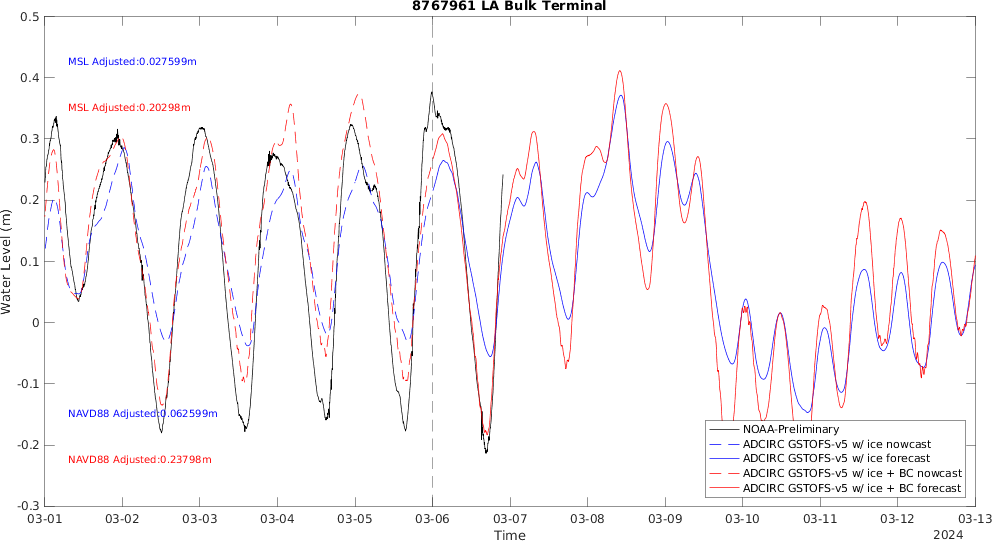 8767961 LA Bulk Terminal
0.5
0.4
0.3
0.2
0.1
0
-0.1
-0.2
-0.3
Water Level (m)
MSL Adjusted:0.027599m
MSL Adjusted:0.20298m
NAVD88 Adjusted:0.062599m
NAVD88 Adjusted:0.23798m
NOAA-Preliminary
ADCIRC GSTOFS-v5 w/ ice nowcast
ADCIRC GSTOFS-v5 w/ ice forecast
ADCIRC GSTOFS-v5 w/ ice + BC nowcast
ADCIRC GSTOFS-v5 w/ ice + BC forecast
03-01 03-02 03-03 03-04 03-05 03-06 03-07 03-08 03-09 03-10 03-11 03-12 03-13
Time
2024